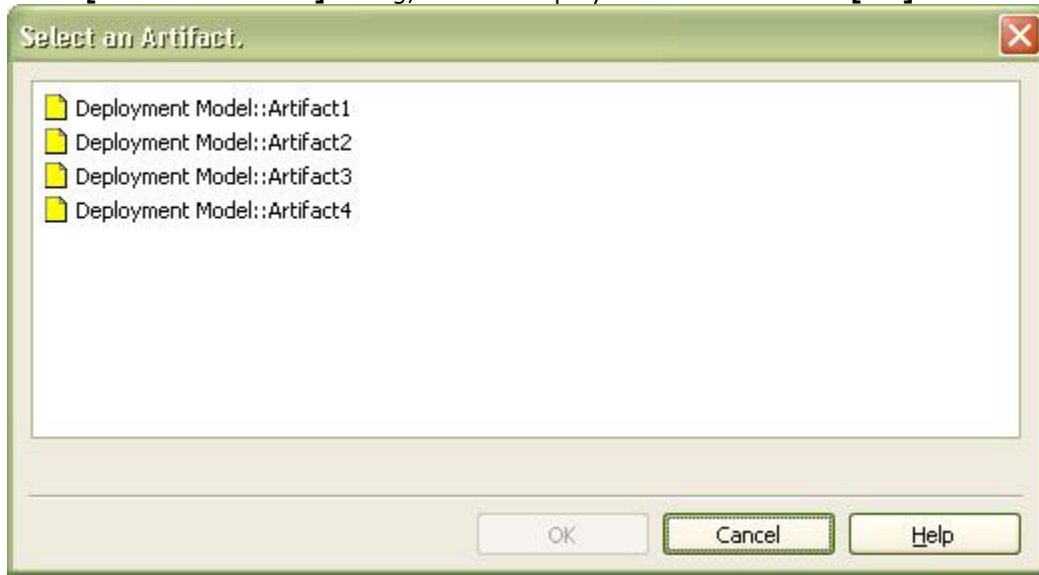 Select an Artifact.
Deployment Model::Artifact1
Deployment Model::Artifact2
Deployment Model::Artifact3
Deployment Model::Artifact4
OK Cancel Help